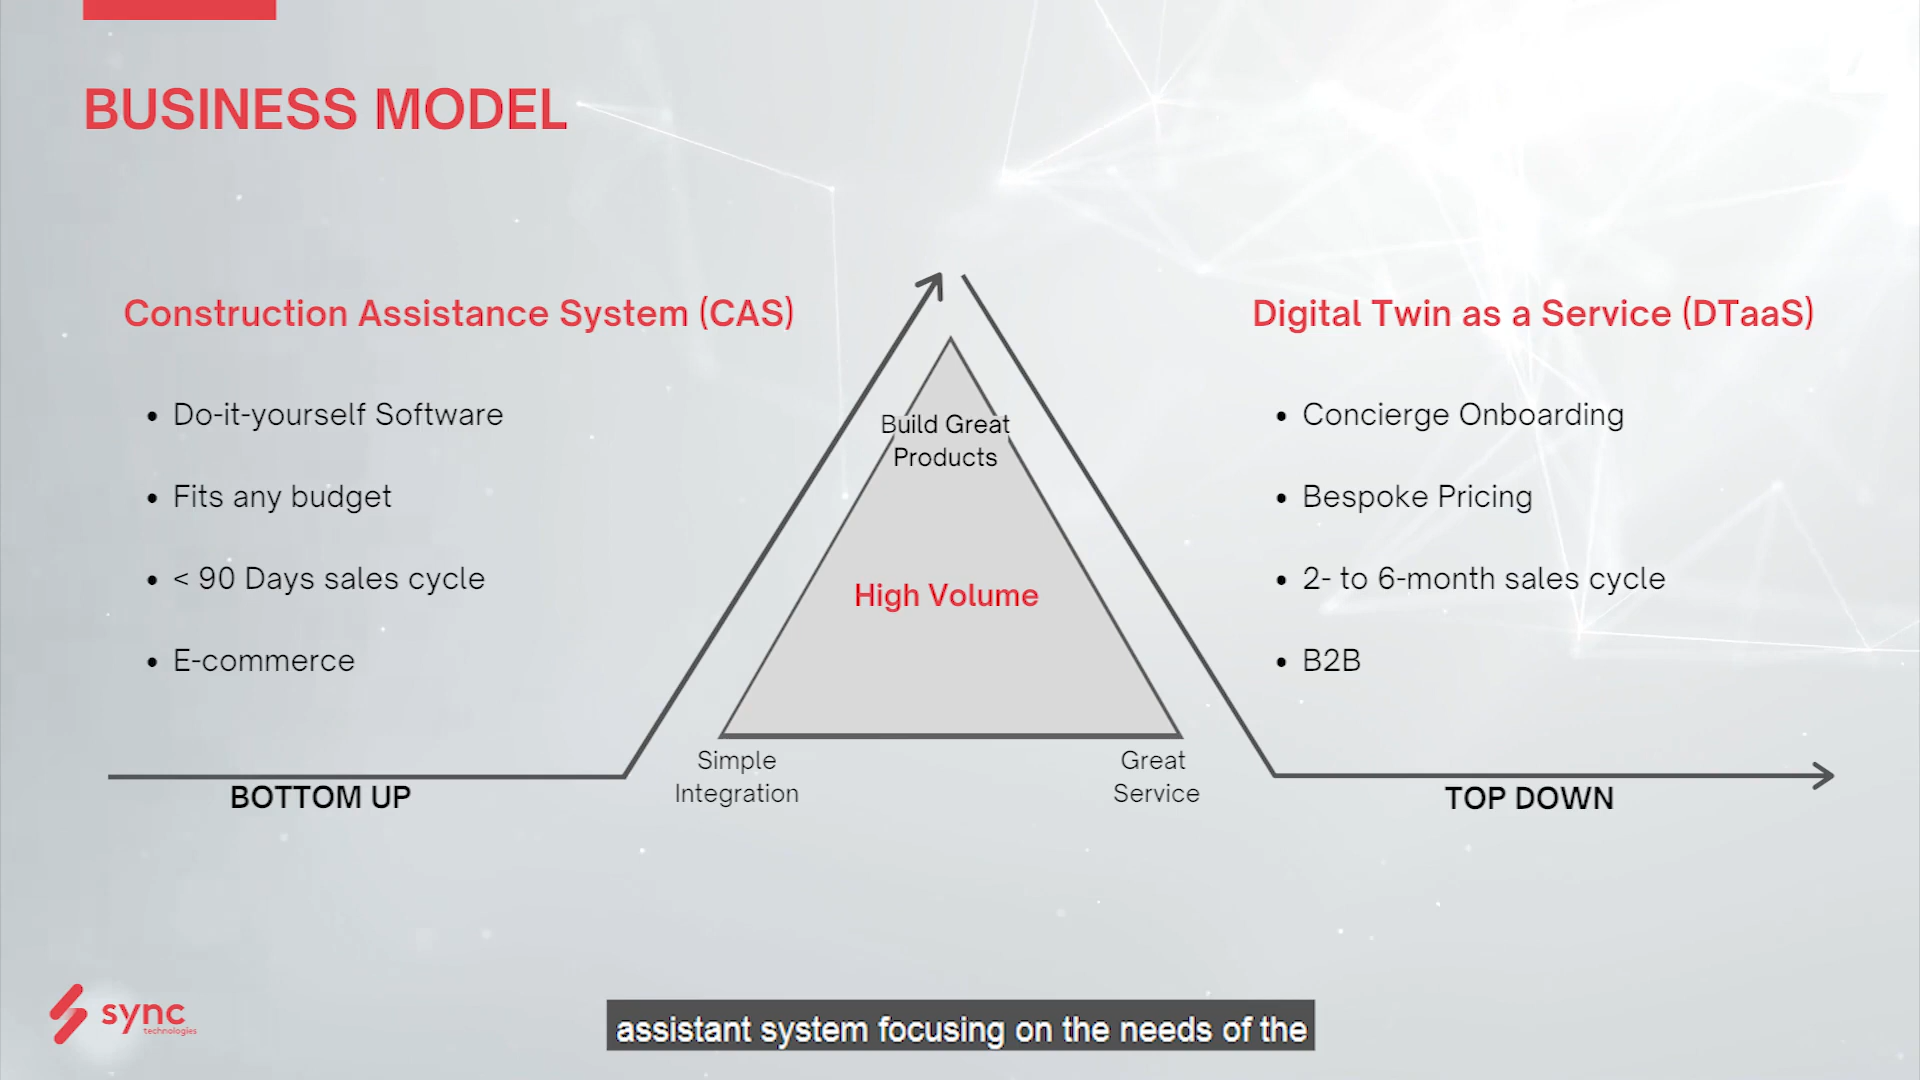 BUSINESS MODEL
Construction Assistance System (CAS)
• Do-it-yourself Software
• Fits any budget
• < 90 Days sales cycle
• E-commerce
BOTTOM UP
Build Great
Products
High Volume
Simple
Integration
Great
Service
Digital Twin as a Service (DTaaS)
• Concierge Onboarding
• Bespoke Pricing
• 2- to 6-month sales cycle
• B2B
TOP DOWN
sync
technologies
assistant system focusing on the needs of the